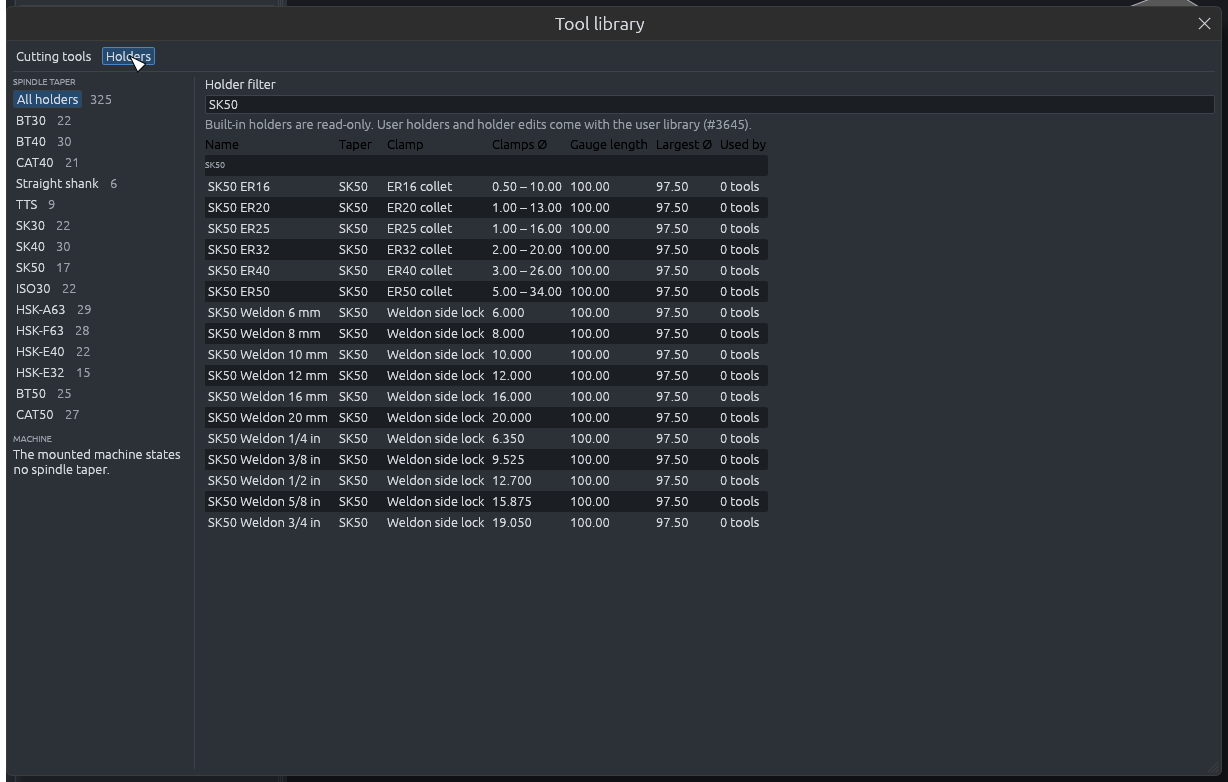 Tool library
Cutting tools Holders
SPINDLE TAPER
All holders 325
BT30 22
BT40 30
CAT40 21
Straight shank 6
TTS 9
SK30 22
SK40 30
SK50 17
ISO30 22
HSK-A63 29
HSK-F63 28
HSK-E40 22
HSK-E32 15
BT50 25
CAT50 27
MACHINE
The mounted machine states
no spindle taper.
Holder filter
SK50
Built-in holders are read-only. User holders and holder edits come with the user library (#3645).
Name Taper Clamp Clamps Ø Gauge length Largest Ø Used by
SK50
SK50 ER16 SK50 ER16 collet 0.50 – 10.00 100.00 97.50 0 tools
SK50 ER20 SK50 ER20 collet 1.00 – 13.00 100.00 97.50 0 tools
SK50 ER25 SK50 ER25 collet 1.00 – 16.00 100.00 97.50 0 tools
SK50 ER32 SK50 ER32 collet 2.00 – 20.00 100.00 97.50 0 tools
SK50 ER40 SK50 ER40 collet 3.00 – 26.00 100.00 97.50 0 tools
SK50 ER50 SK50 ER50 collet 5.00 – 34.00 100.00 97.50 0 tools
SK50 Weldon 6 mm SK50 Weldon side lock 6.000 100.00 97.50 0 tools
SK50 Weldon 8 mm SK50 Weldon side lock 8.000 100.00 97.50 0 tools
SK50 Weldon 10 mm SK50 Weldon side lock 10.000 100.00 97.50 0 tools
SK50 Weldon 12 mm SK50 Weldon side lock 12.000 100.00 97.50 0 tools
SK50 Weldon 16 mm SK50 Weldon side lock 16.000 100.00 97.50 0 tools
SK50 Weldon 20 mm SK50 Weldon side lock 20.000 100.00 97.50 0 tools
SK50 Weldon 1/4 in SK50 Weldon side lock 6.350 100.00 97.50 0 tools
SK50 Weldon 3/8 in SK50 Weldon side lock 9.525 100.00 97.50 0 tools
SK50 Weldon 1/2 in SK50 Weldon side lock 12.700 100.00 97.50 0 tools
SK50 Weldon 5/8 in SK50 Weldon side lock 15.875 100.00 97.50 0 tools
SK50 Weldon 3/4 in SK50 Weldon side lock 19.050 100.00 97.50 0 tools